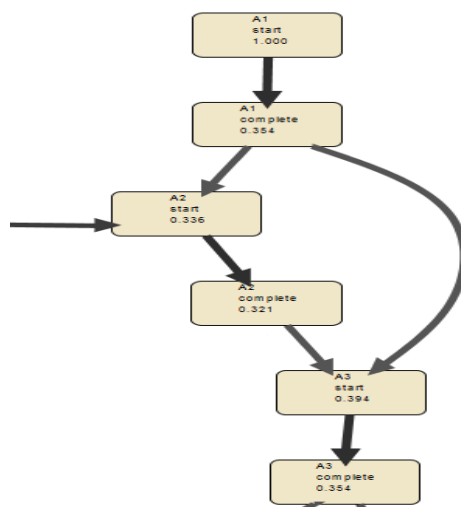 A1
start
1.000
A1
complete
0.354
A2
start
0.336
A2
complete
0.321
A3
start
0.394
A3
complete
0.354